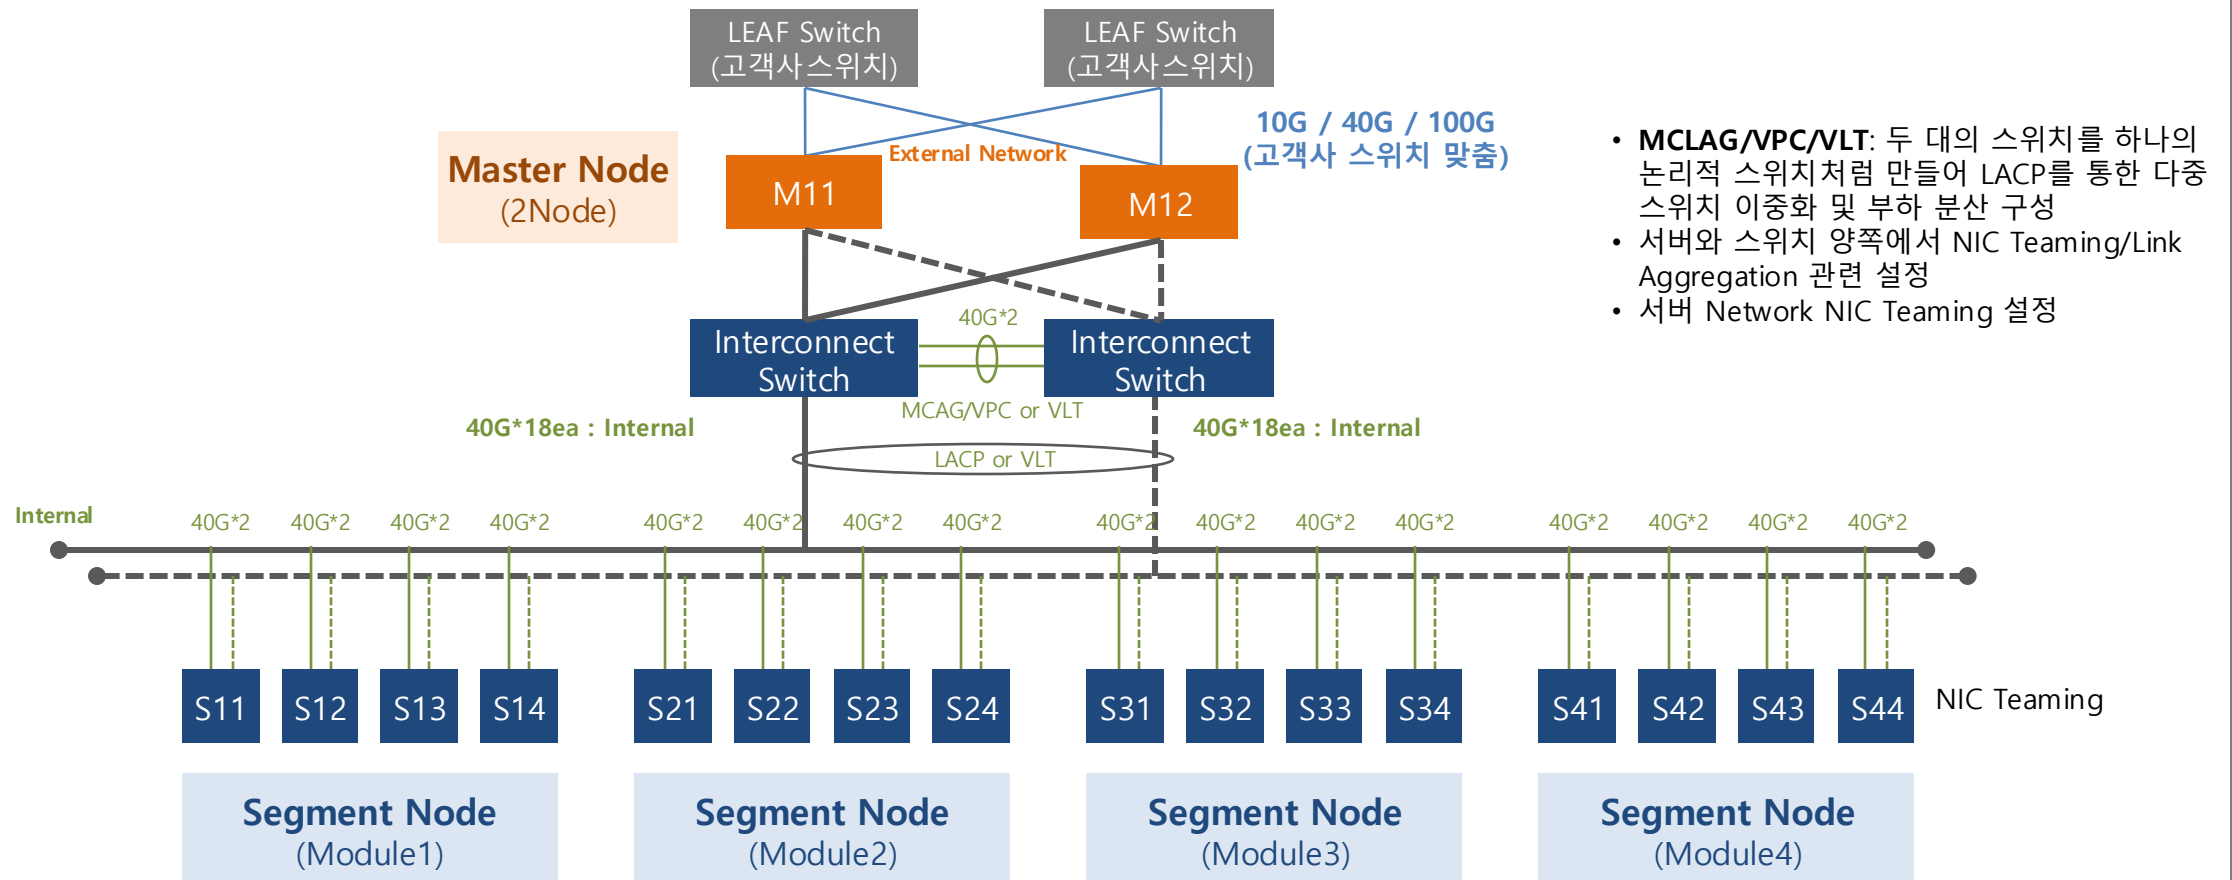 LEAF Switch
(고객사스위치)
LEAF Switch
(고객사스위치)
10G / 40G / 100G
(고객사 스위치 맞춤)
External Network
Master Node
(2Node)
M11
M12
• MCLAG/VPC/VLT: 두 대의 스위치를 하나의
논리적 스위치처럼 만들어 LACP를 통한 다중
스위치 이중화 및 부하 분산 구성
• 서버와 스위치 양쪽에서 NIC Teaming/Link
Aggregation 관련 설정
• 서버 Network NIC Teaming 설정
40G*2
Interconnect
Switch
Interconnect
Switch
MCAG/VPC or VLT
40G*18ea : Internal
40G*18ea : Internal
LACP or VLT
Internal
40G*2 40G*2 40G*2 40G*2 40G*2 40G*2 40G*2 40G*2 40G*2 40G*2 40G*2 40G*2 40G*2 40G*2 40G*2 40G*2
S11 S12 S13 S14 S21 S22 S23 S24 S31 S32 S33 S34 S41 S42 S43 S44 NIC Teaming
Segment Node
(Module1)
Segment Node
(Module2)
Segment Node
(Module3)
Segment Node
(Module4)